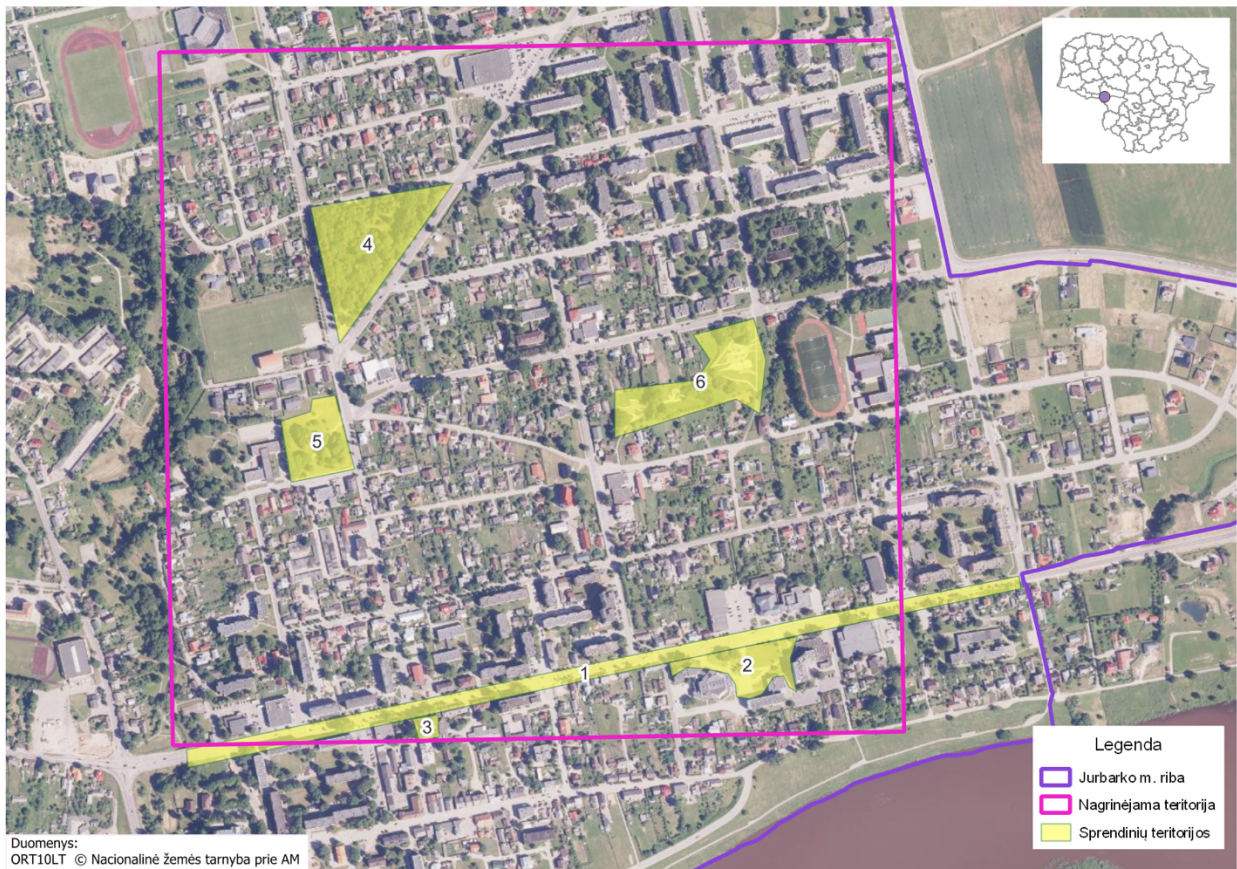 4
6
5
1
2
3
Legenda
Jurbarko m. riba
Nagrinėjama teritorija
Sprendinių teritorijos
Duomenys:
ORT10LT © Nacionalinė žemės tarnyba prie AM